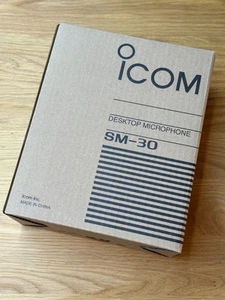 ICOM
DESKTOP MICROPHONE
SM-30
Icom Inc.
MADE IN CHINA